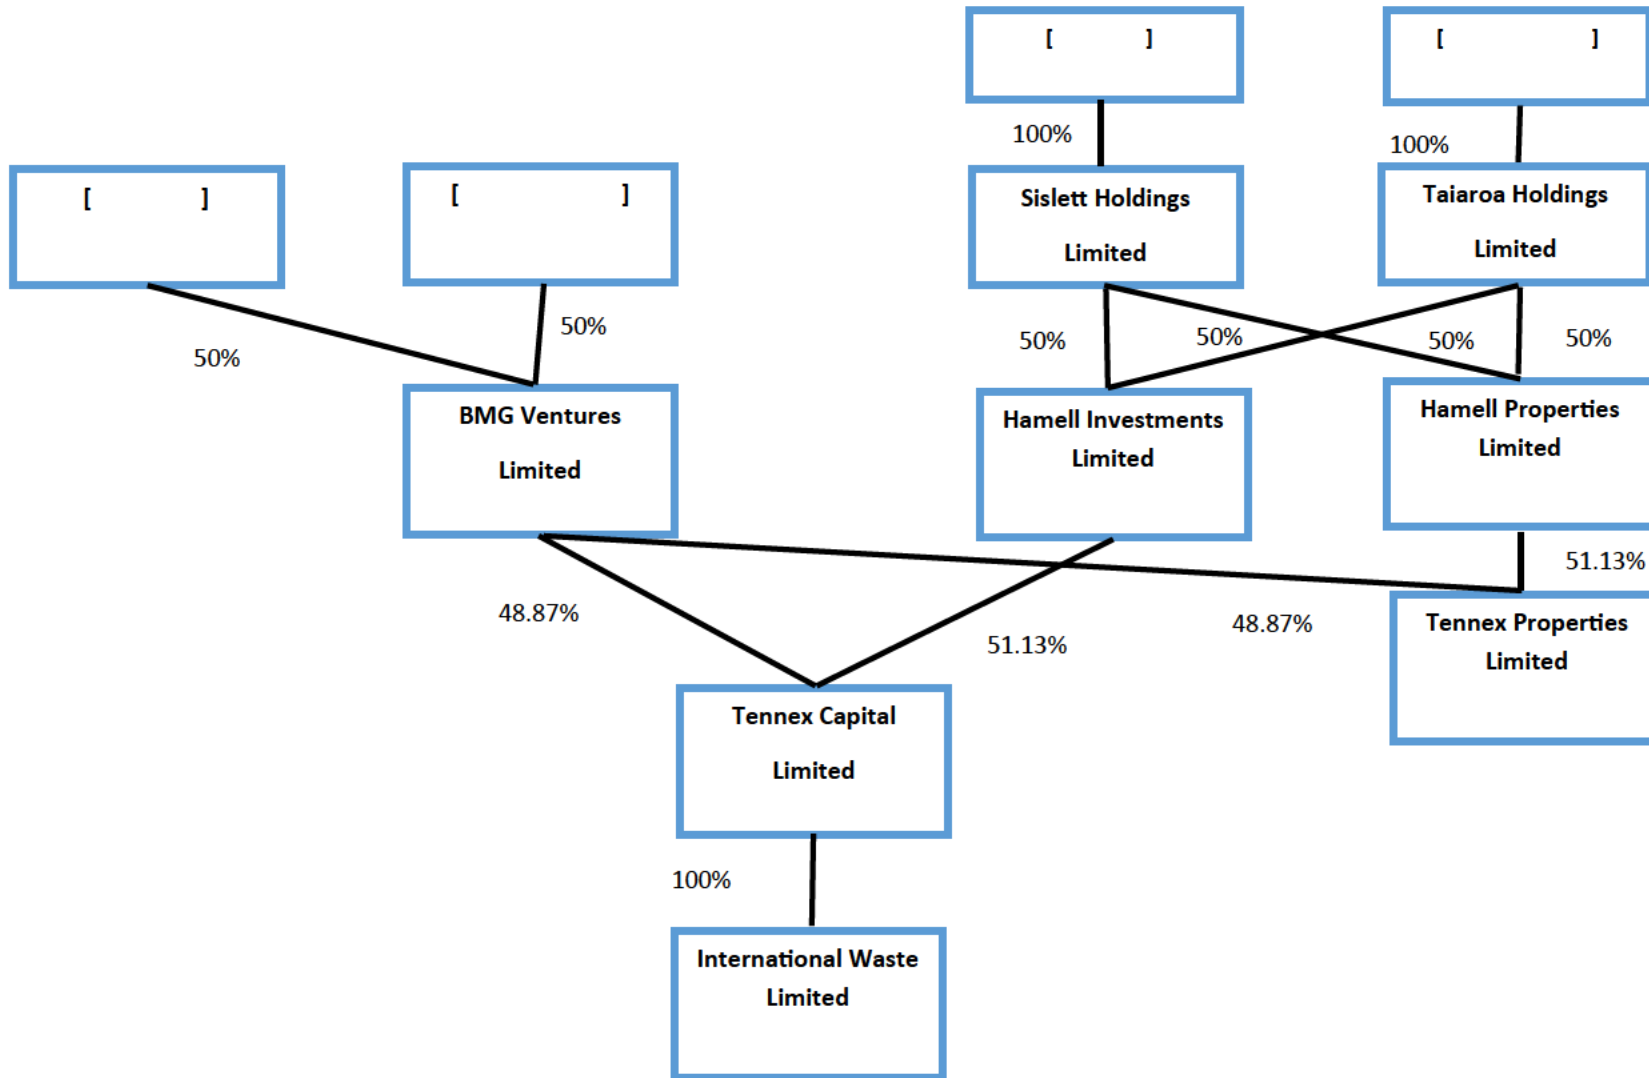 [ ]
[ ]
100%
100%
[ ]
[ ]
Sislett Holdings
Limited
Taiaroa Holdings
Limited
50%
50%
50%
50%
50%
50%
BMG Ventures
Limited
Hamell Investments
Limited
Hamell Properties
Limited
48.87%
51.13%
48.87%
51.13%
Tennex Properties
Limited
Tennex Capital
Limited
100%
International Waste
Limited